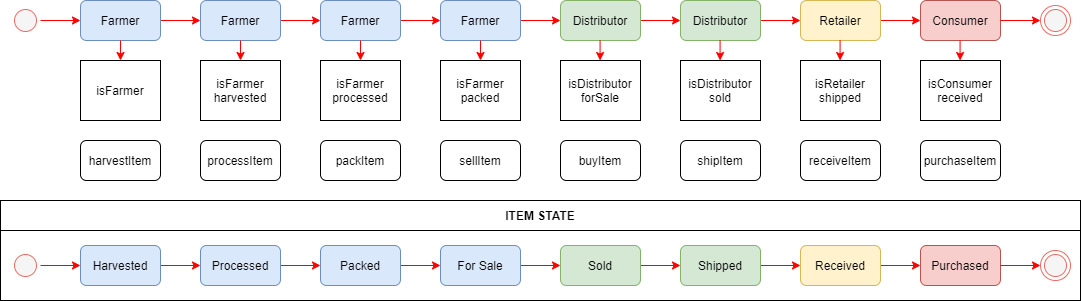 Farmer Farmer Farmer Farmer Distributor Distributor Retailer Consumer
isFarmer
isFarmer
harvested
isFarmer
processed
isFarmer
packed
isDistributor
forSale
isDistributor
sold
isRetailer
shipped
isConsumer
received
harvestItem processItem packItem sellItem buyItem shipItem receiveItem purchaseItem
ITEM STATE
Harvested Processed Packed For Sale Sold Shipped Received Purchased